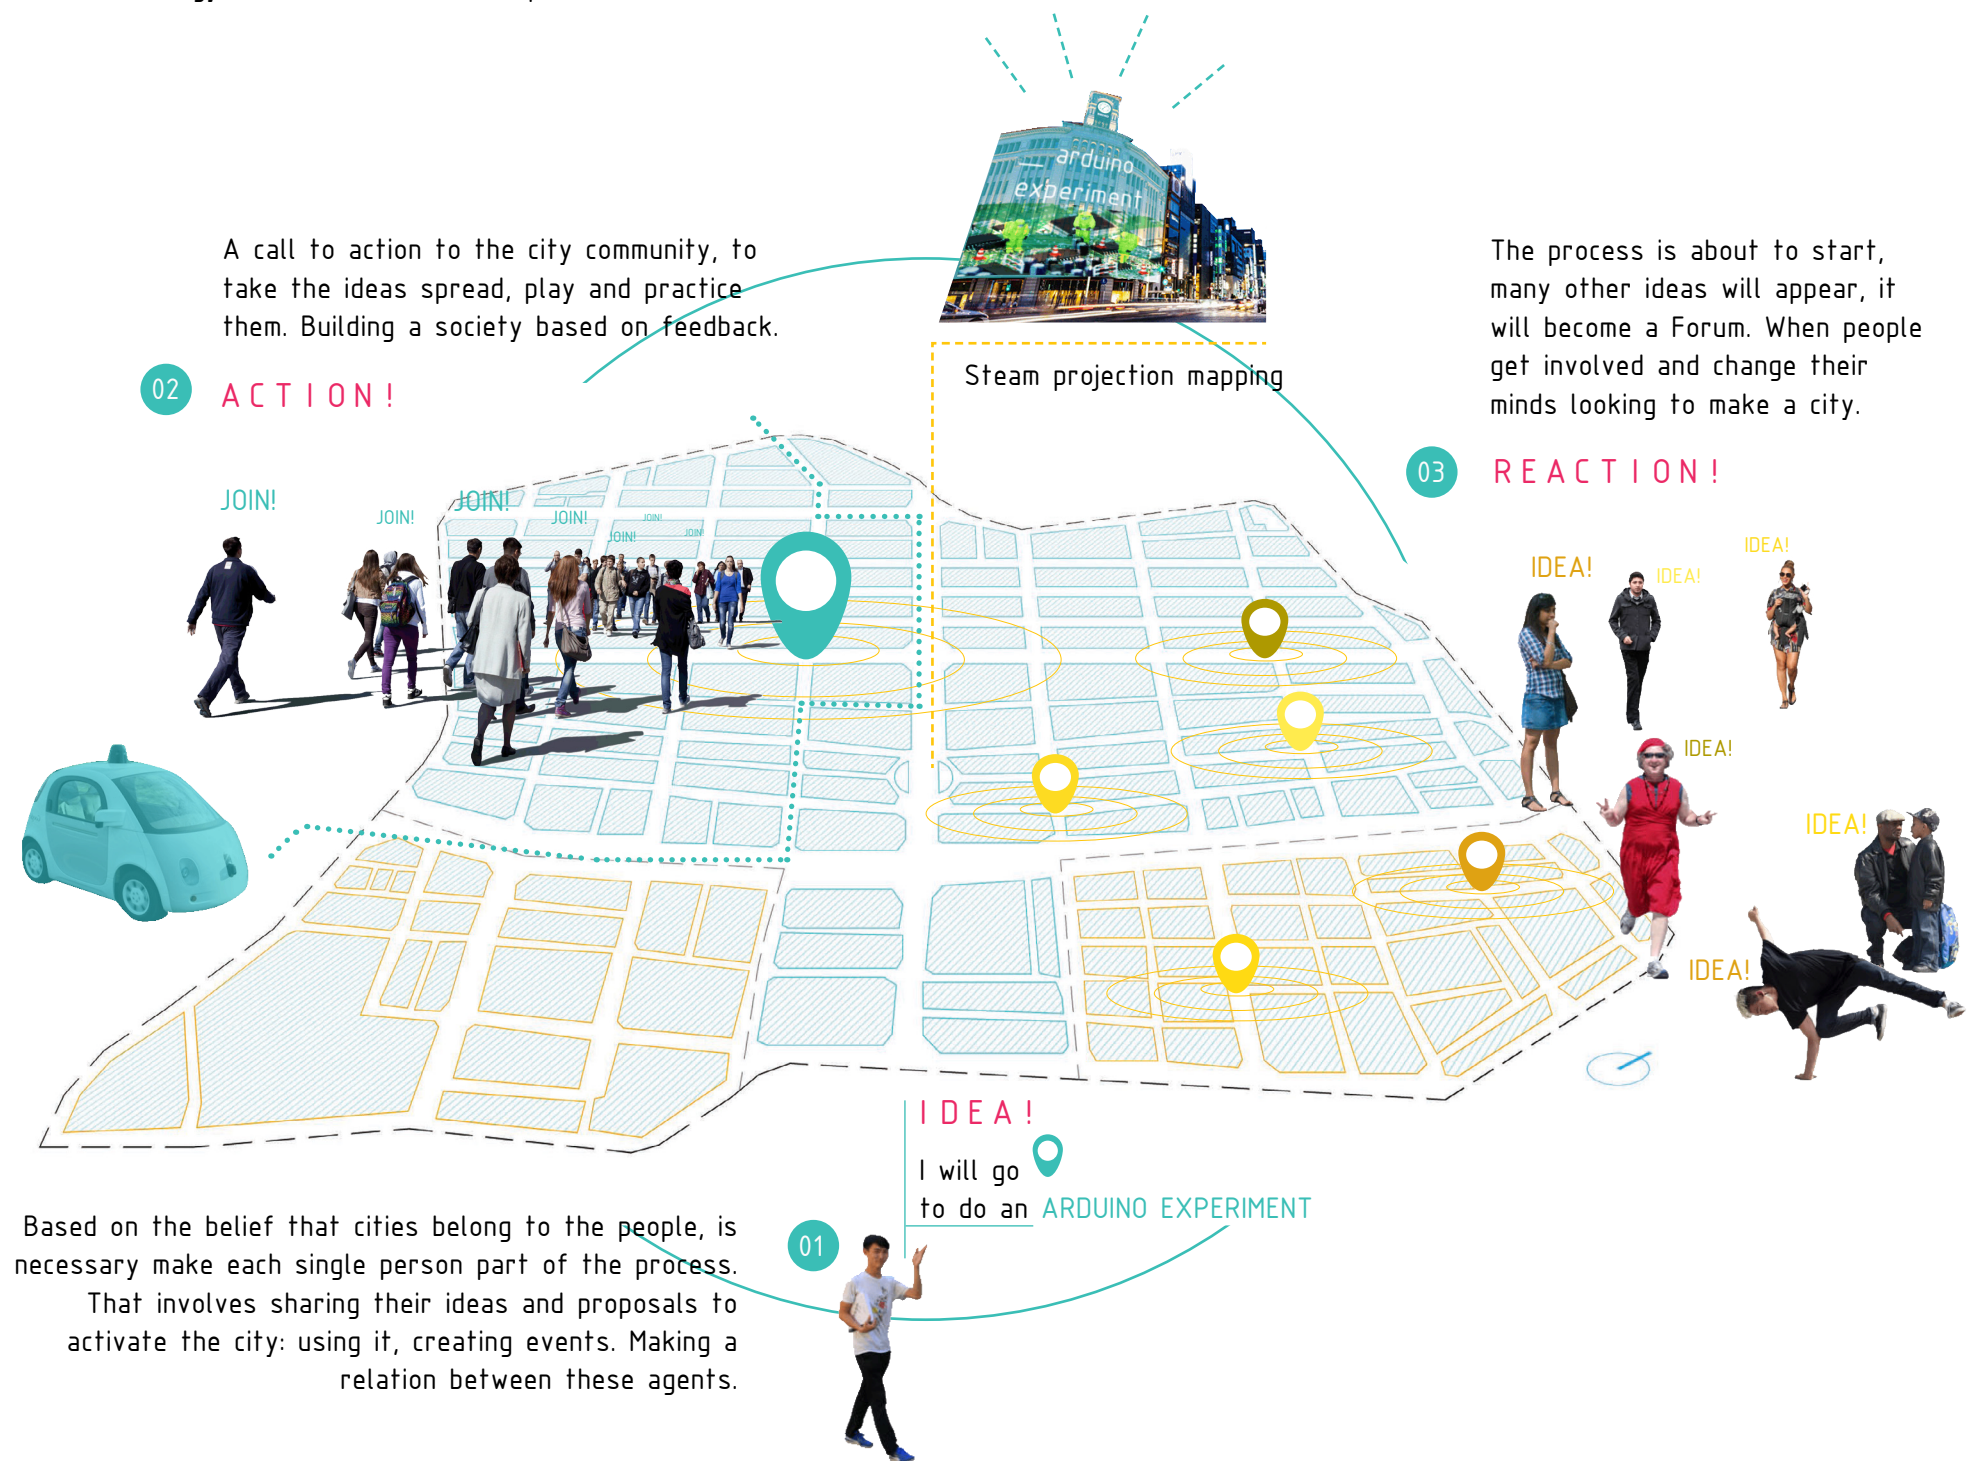 arduino
experiment
A call to action to the city community, to
take the ideas spread, play and practice
them. Building a society based on feedback.
02 ACTION!
Steam projection mapping
The process is about to start,
many other ideas will appear, it
will become a Forum. When people
get involved and change their
minds looking to make a city.
03 REACTION!
JOIN!
JOIN!
JOIN!
JOIN!
JOIN!
JOIN!
JOIN!
IDEA!
IDEA!
IDEA!
IDEA!
IDEA!
IDEA!
IDEA!
I will go
to do an ARDUINO EXPERIMENT
01
Based on the belief that cities belong to the people, is
necessary make each single person part of the process.
That involves sharing their ideas and proposals to
activate the city: using it, creating events. Making a
relation between these agents.